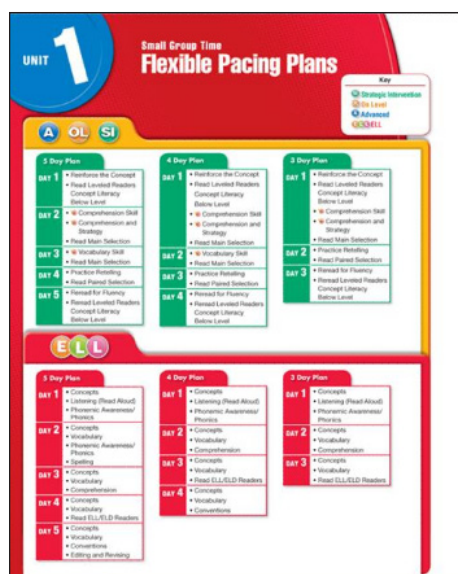 UNIT 1
Small Group Time
Flexible Pacing Plans
Key
SI Strategic Intervention
OL On Level
A Advanced
ELL ELL
A OL SI
5 Day Plan
DAY 1
• Reinforce the Concept
• Read Leveled Readers
Concept Literacy
Below Level
DAY 2
• Comprehension Skill
• Comprehension and
Strategy
• Read Main Selection
DAY 3
• Vocabulary Skill
• Read Main Selection
DAY 4
• Practice Retelling
• Read Paired Selection
DAY 5
• Reread for Fluency
• Reread Leveled Readers
Concept Literacy
Below Level
4 Day Plan
DAY 1
• Reinforce the Concept
• Read Leveled Readers
Concept Literacy
Below Level
• Comprehension Skill
• Comprehension and
Strategy
• Read Main Selection
DAY 2
• Vocabulary Skill
• Read Main Selection
DAY 3
• Practice Retelling
• Read Paired Selection
DAY 4
• Reread for Fluency
• Reread Leveled Readers
Concept Literacy
Below Level
3 Day Plan
DAY 1
• Reinforce the Concept
• Read Leveled Readers
Concept Literacy
Below Level
• Comprehension Skill
• Comprehension and
Strategy
• Read Main Selection
DAY 2
• Practice Retelling
• Read Paired Selection
DAY 3
• Reread for Fluency
• Reread Leveled Readers
Concept Literacy
Below Level
ELL
5 Day Plan
DAY 1
• Concepts
• Listening (Read Aloud)
• Phonemic Awareness/
Phonics
DAY 2
• Concepts
• Vocabulary
• Phonemic Awareness/
Phonics
• Spelling
DAY 3
• Concepts
• Vocabulary
• Comprehension
DAY 4
• Concepts
• Vocabulary
• Read ELL/ELD Readers
DAY 5
• Concepts
• Vocabulary
• Conventions
• Editing and Revising
4 Day Plan
DAY 1
• Concepts
• Listening (Read Aloud)
• Phonemic Awareness/
Phonics
DAY 2
• Concepts
• Vocabulary
• Comprehension
DAY 3
• Concepts
• Vocabulary
• Read ELL/ELD Readers
DAY 4
• Concepts
• Vocabulary
• Conventions
3 Day Plan
DAY 1
• Concepts
• Listening (Read Aloud)
• Phonemic Awareness/
Phonics
DAY 2
• Concepts
• Vocabulary
• Comprehension
DAY 3
• Concepts
• Vocabulary
• Read ELL/ELD Readers